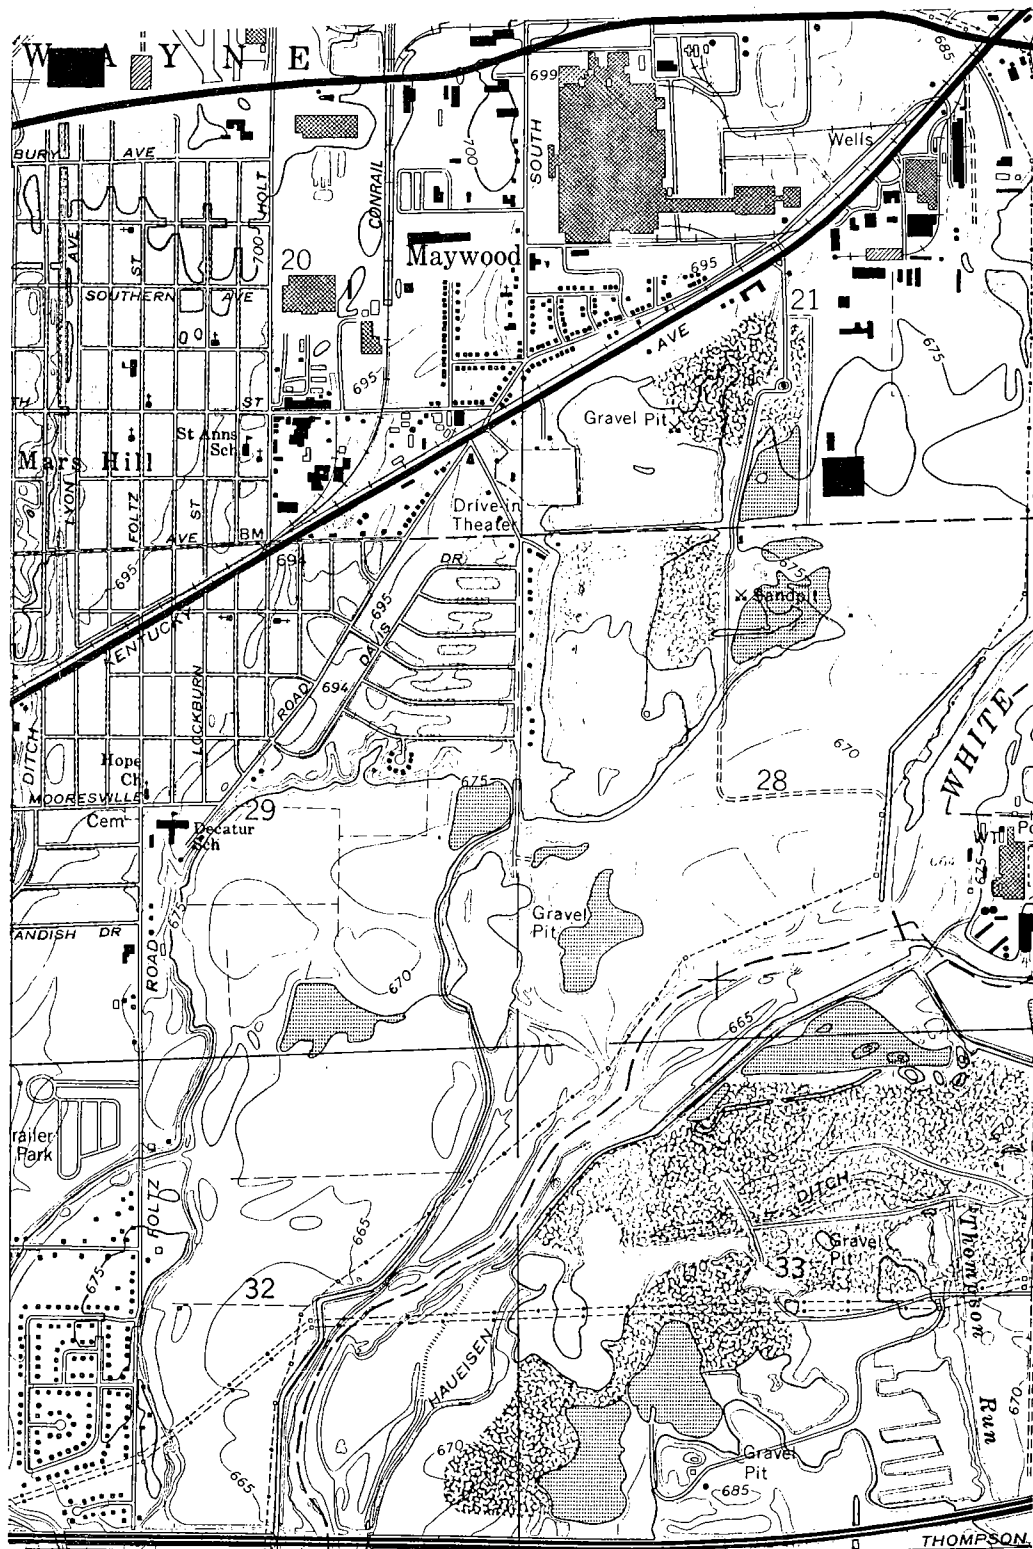 WAYNE
685
699
SOUTH
BURY AVE
700
CONRAIL
Wells
HOLT
AVE
ST
700
20
Maywood
695
21
SOUTHERN AVE
AVE
675
695
TH ST
Gravel Pit
St Anns
Sch
Mars Hill
LYON
FOLTZ
ST
Drive-in
Theater
AVE
BM
694
DR
675
695
695
Sandpit
DAVIS
KENTUCKY
694
ROAD
LOCKBURN
WHITE
DITCH
670
Hope
Ch
675
28
MOORESVILLE
29
Cem
Decatur
Sch
WT
675
675
Gravel
Pit
ANDISH DR
ROAD
670
665
railer
Park
DITCH
FOLTZ
Thompson
Gravel
Pit
665
33
675
32
HAUEISEN
Run
670
670
Gravel
Pit
665
685
THOMPSON